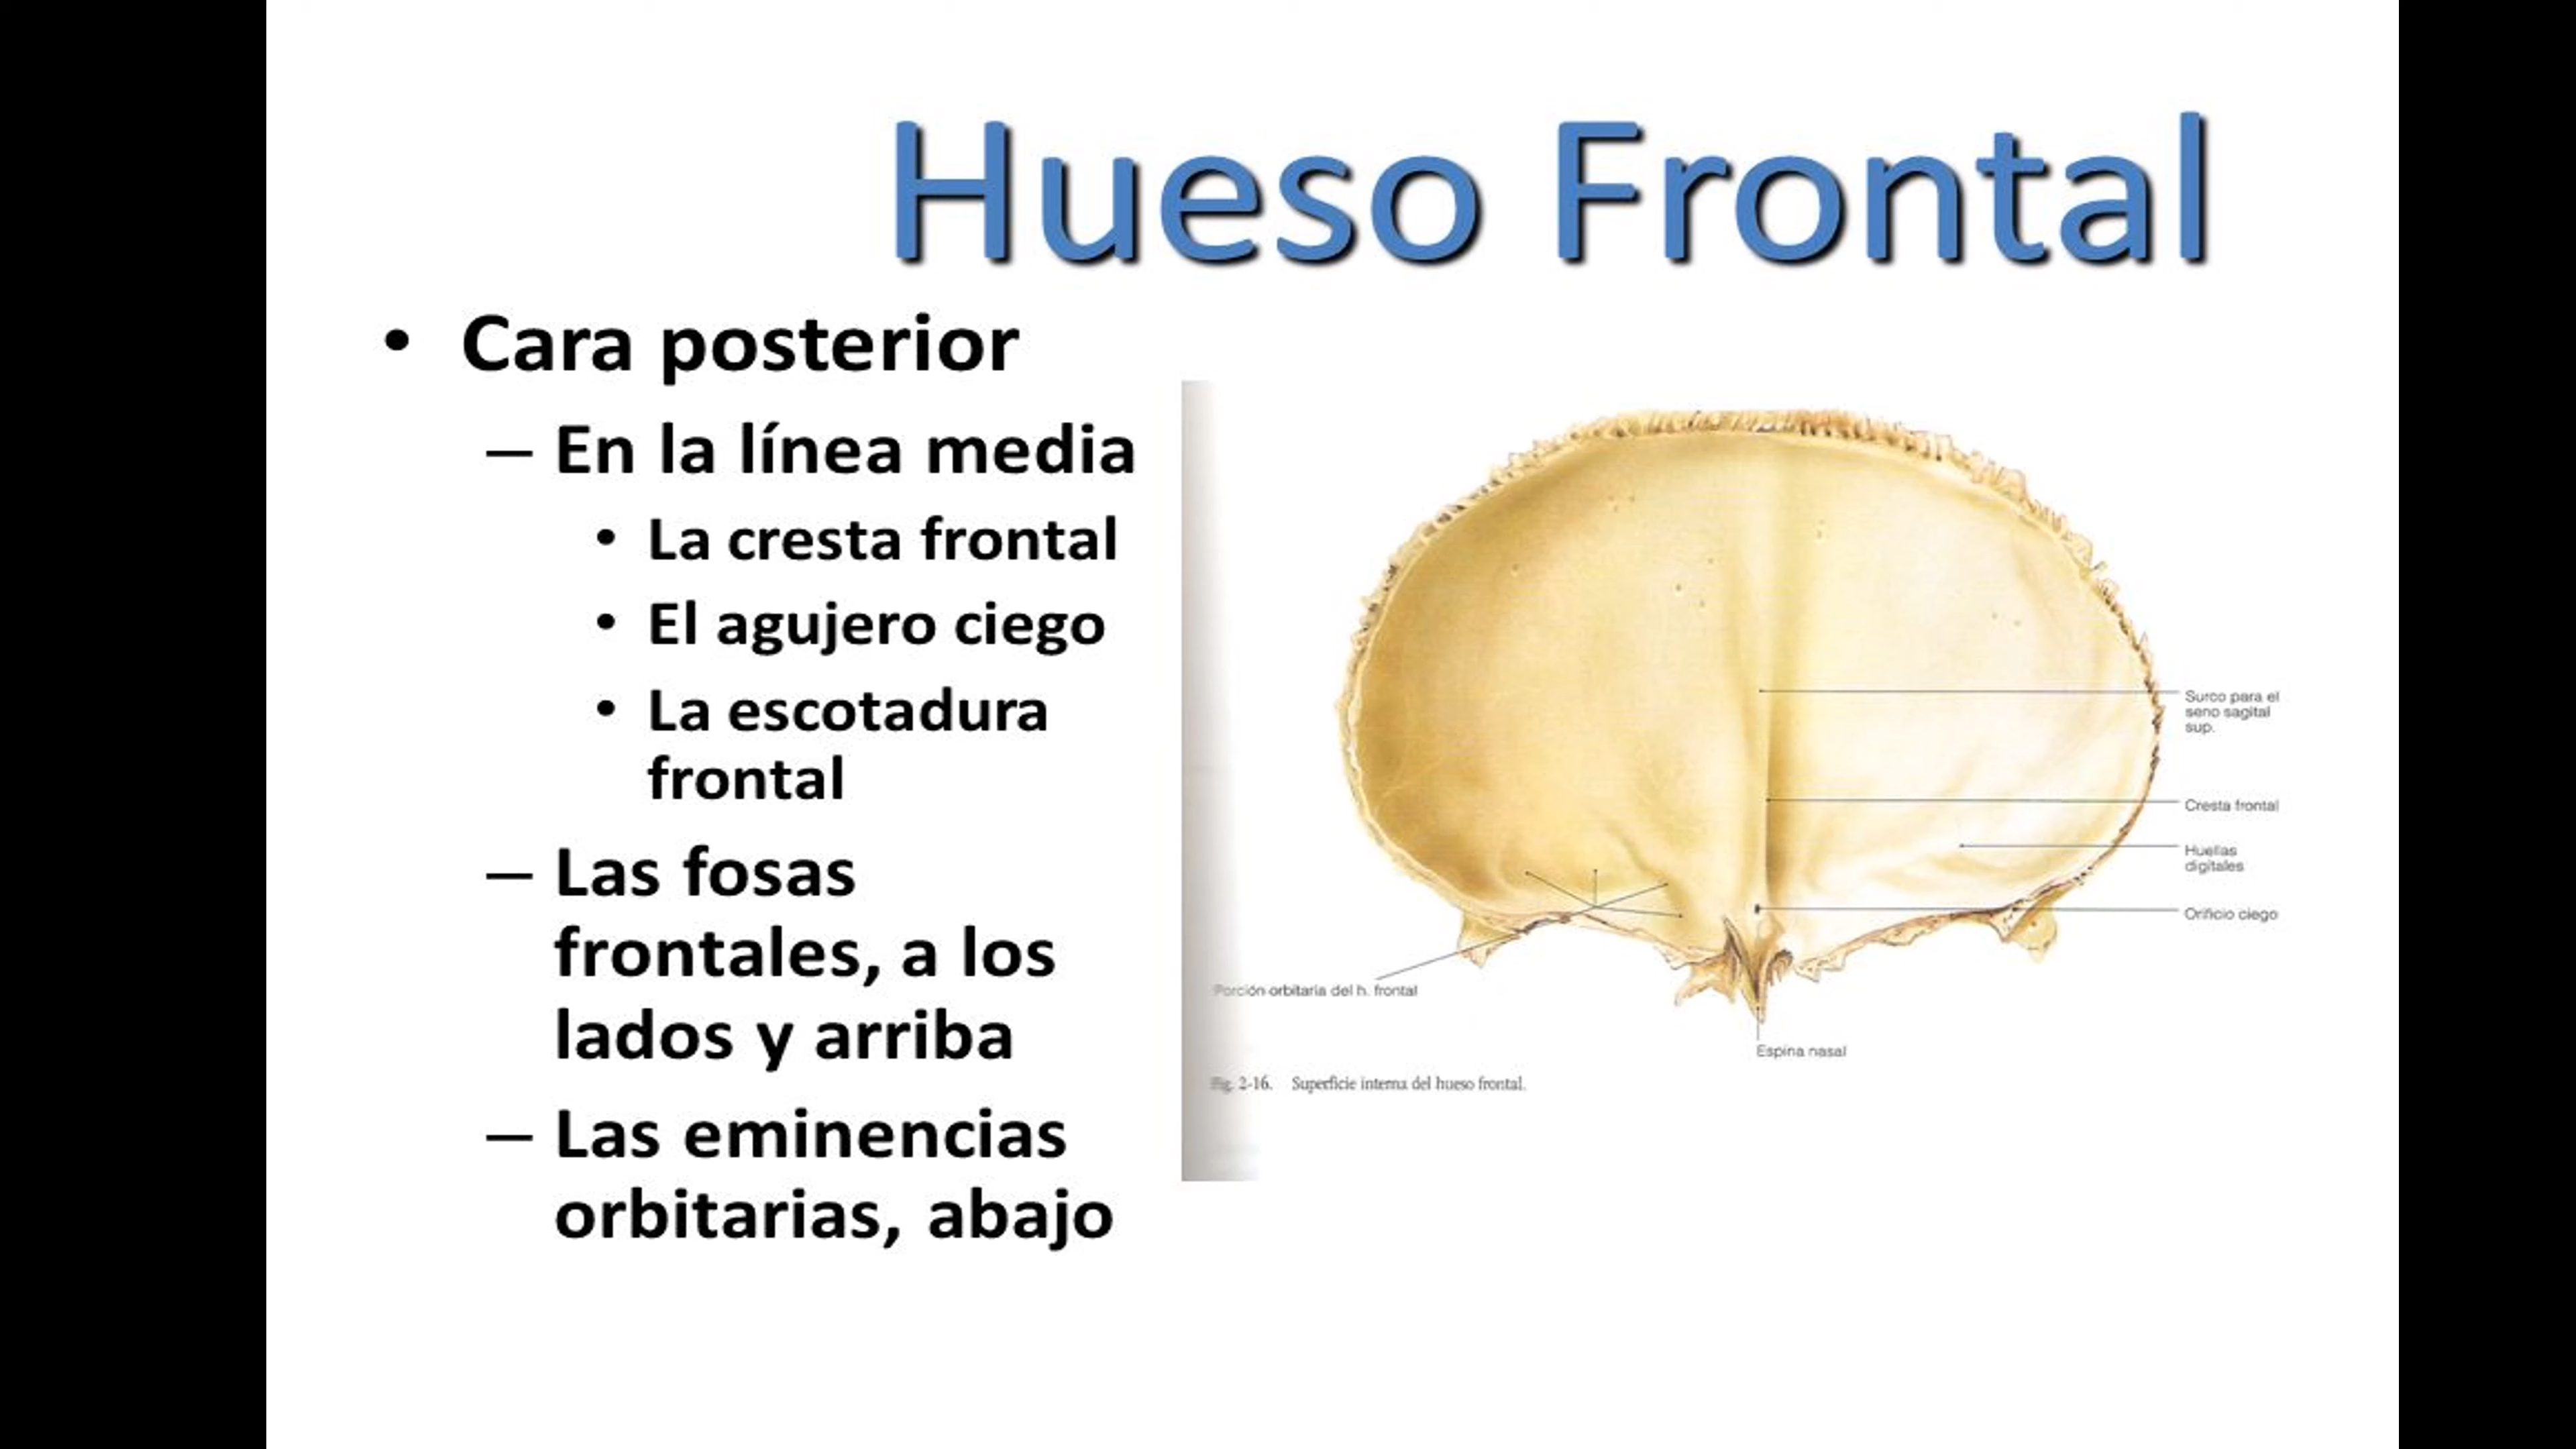 Hueso Frontal
• Cara posterior
– En la línea media
• La cresta frontal
• El agujero ciego
• La escotadura
frontal
– Las fosas
frontales, a los
lados y arriba
– Las eminencias
orbitarias, abajo
Surco para el
seno sagital
sup.
Cresta frontal
Huellas
digitales
Orificio ciego
Porción orbitaria del h. frontal
Espina nasal
Fig. 2-16. Superficie interna del hueso frontal.